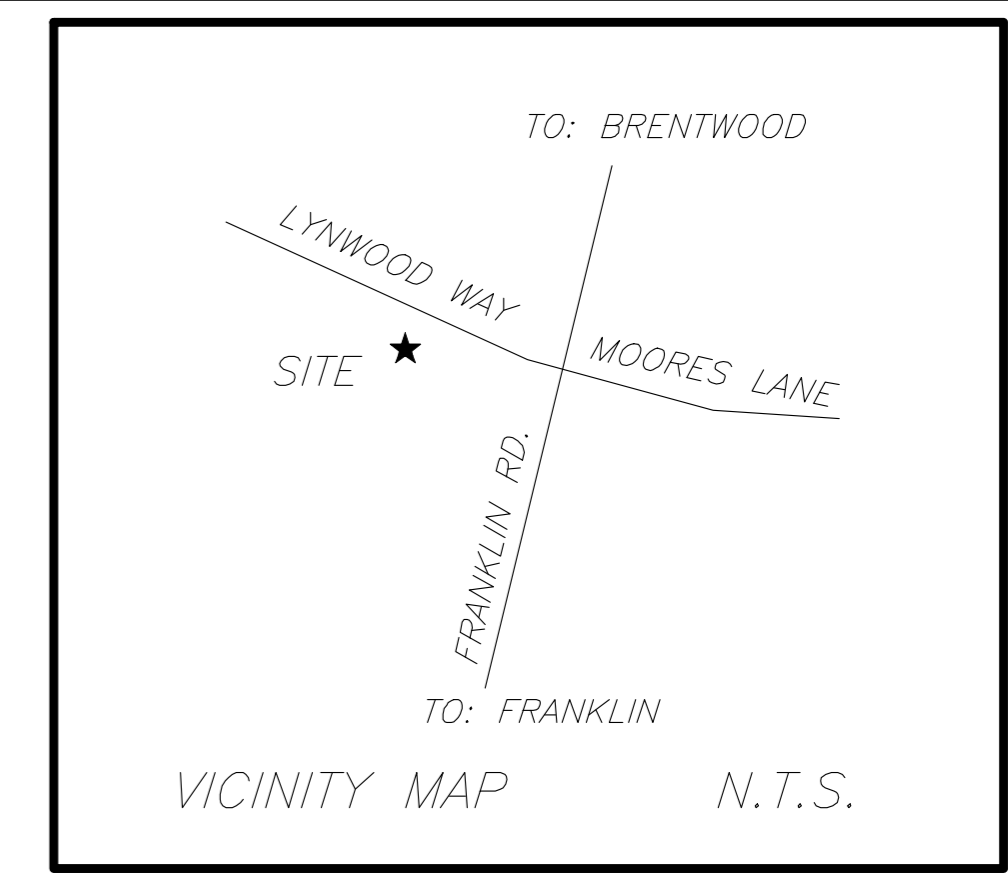 TO: BRENTWOOD
LYNWOOD WAY
MOORES LANE
SITE
FRANKLIN RD.
TO: FRANKLIN
VICINITY MAP
N.T.S.